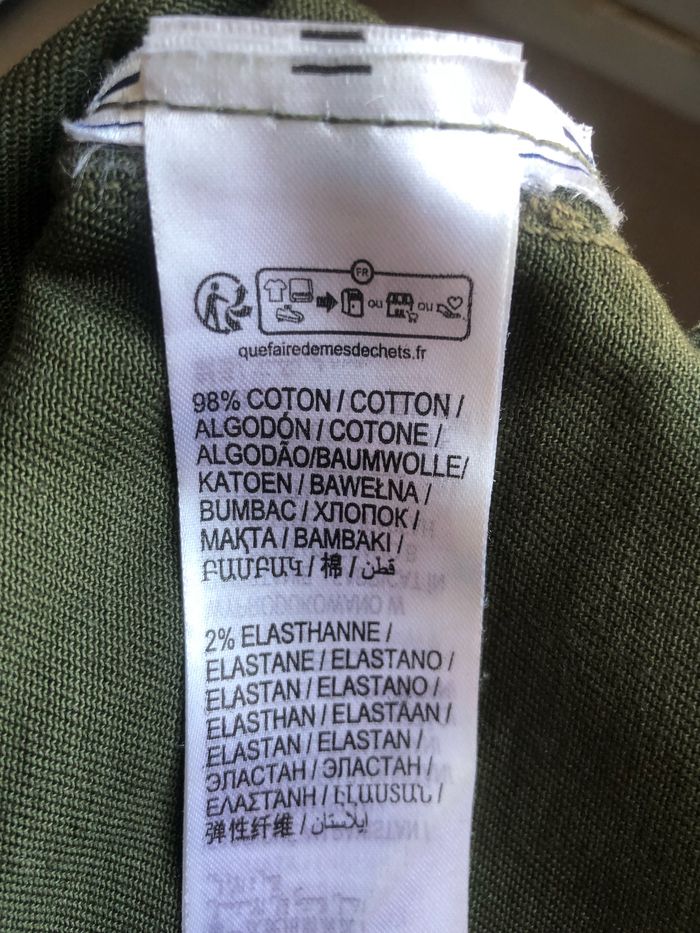 FR
OU OU
quefairedemesdechets.fr
98% COTON / COTTON /
ALGODÓN / COTONE /
ALGODÃO/BAUMWOLLE/
KATOEN / BAWEŁNA /
BUMBAC / ХЛОПОК /
МАҚТА / BAMBAKI /
ԲԱՄԲԱԿ / 棉 / قطن
2% ELASTHANNE /
ELASTANE / ELASTANO /
ELASTAN / ELASTANO /
ELASTHAN / ELASTAAN /
ELASTAN / ELASTAN /
ЭЛАСТАН / ЭЛАСТАН /
ΕΛΑΣΤΑΝΗ / ԷԼԱՍՏԱՆ /
弹性纤维 / إيلاستان